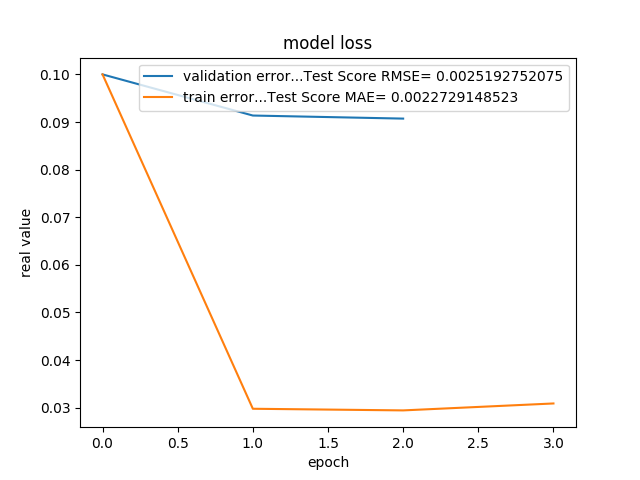 model loss
validation error...Test Score RMSE= 0.0025192752075
train error...Test Score MAE= 0.0022729148523
0.10
0.09
0.08
0.07
0.06
0.05
0.04
0.03
real value
0.0 0.5 1.0 1.5 2.0 2.5 3.0
epoch